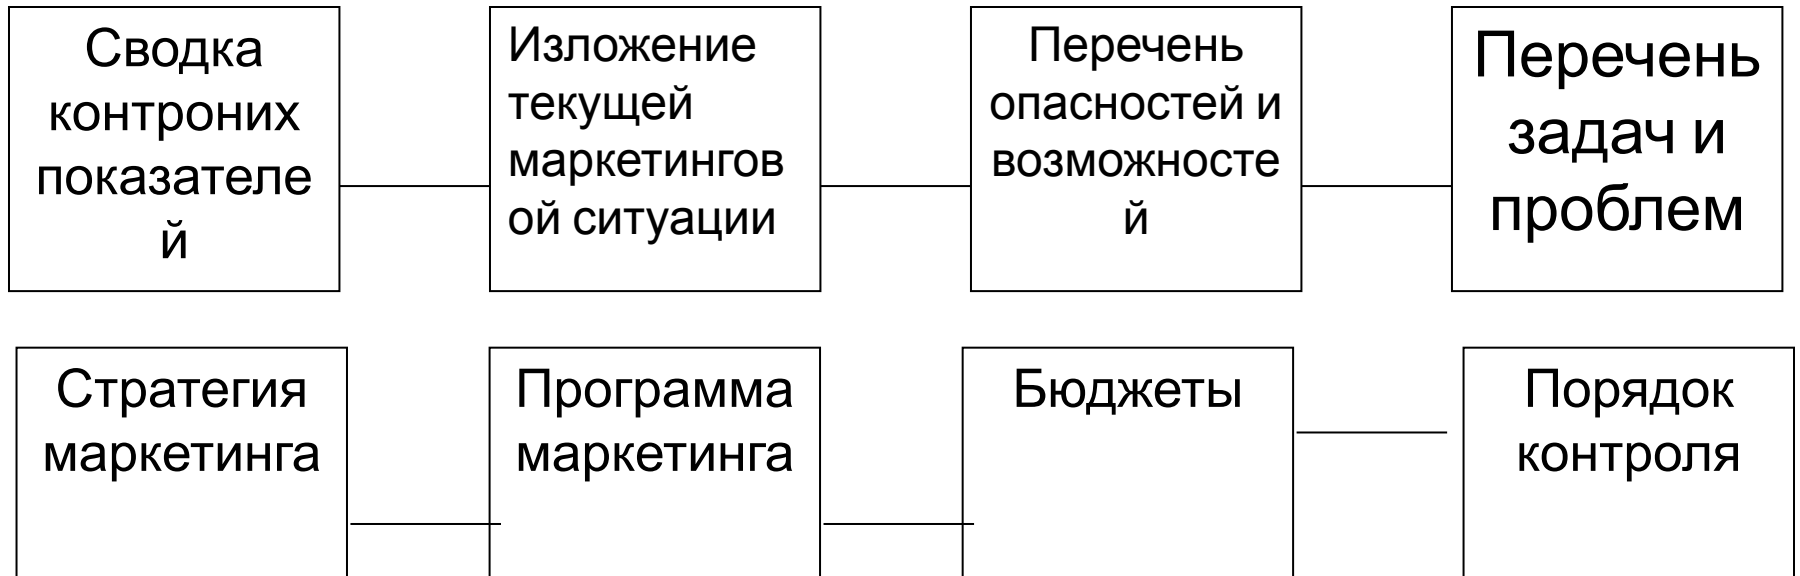 Сводка
контроних
показателе
й
Изложение
текущей
маркетингов
ой ситуации
Перечень
опасностей и
возможносте
й
Перечень
задач и
проблем
Стратегия
маркетинга
Программа
маркетинга
Бюджеты
Порядок
контроля